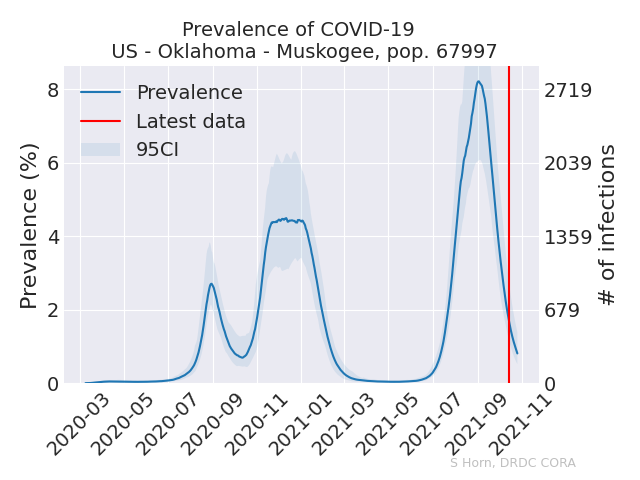 Prevalence of COVID-19
US - Oklahoma - Muskogee, pop. 67997
Prevalence
Latest data
95CI
Prevalence (%)
8
6
4
2
0
# of infections
2719
2039
1359
679
0
2020-03
2020-05
2020-07
2020-09
2020-11
2021-01
2021-03
2021-05
2021-07
2021-09
2021-11
S Horn, DRDC CORA